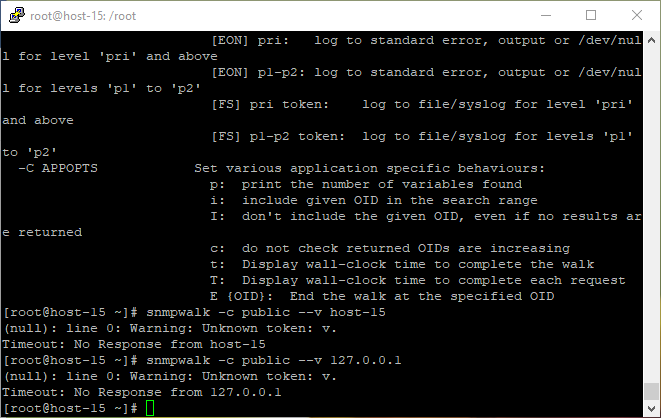 root@host-15: /root
[EON] pri:   log to standard error, output or /dev/nul
l for level 'pri' and above
[EON] p1-p2: log to standard error, output or /dev/nul
l for levels 'p1' to 'p2'
[FS] pri token:    log to file/syslog for level 'pri'
and above
[FS] p1-p2 token:  log to file/syslog for levels 'p1'
to 'p2'
-C APPOPTS            Set various application specific behaviours:
p:  print the number of variables found
i:  include given OID in the search range
I:  don't include the given OID, even if no results ar
e returned
c:  do not check returned OIDs are increasing
t:  Display wall-clock time to complete the walk
T:  Display wall-clock time to complete each request
E {OID}:  End the walk at the specified OID
[root@host-15 ~]# snmpwalk -c public --v host-15
(null): line 0: Warning: Unknown token: v.
Timeout: No Response from host-15
[root@host-15 ~]# snmpwalk -c public --v 127.0.0.1
(null): line 0: Warning: Unknown token: v.
Timeout: No Response from 127.0.0.1
[root@host-15 ~]#